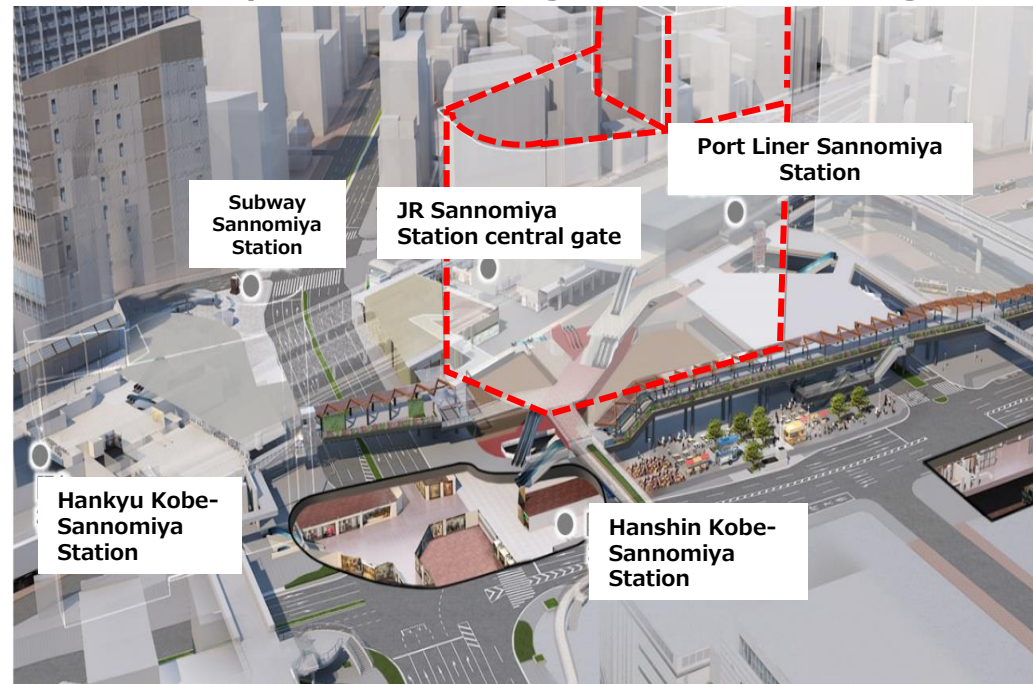 Port Liner Sannomiya
Station
Subway
Sannomiya
Station
JR Sannomiya
Station central gate
Hankyu Kobe-
Sannomiya
Station
Hanshin Kobe-
Sannomiya
Station